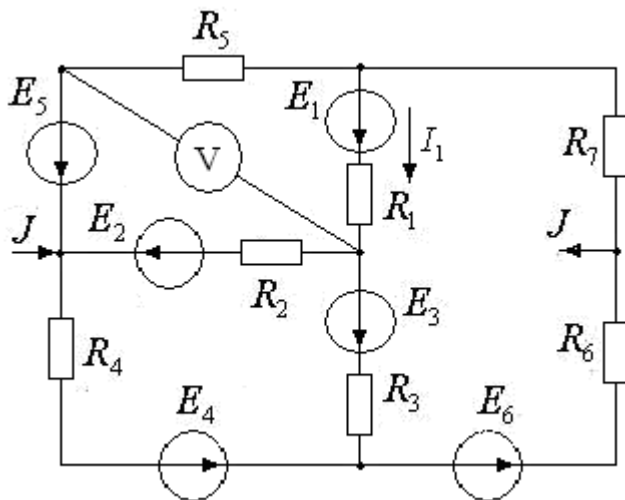 R₅
E₅
E₁
I₁
R₇
V
R₁
J
E₂
J
R₂
E₃
R₄
R₆
R₃
E₄
E₆